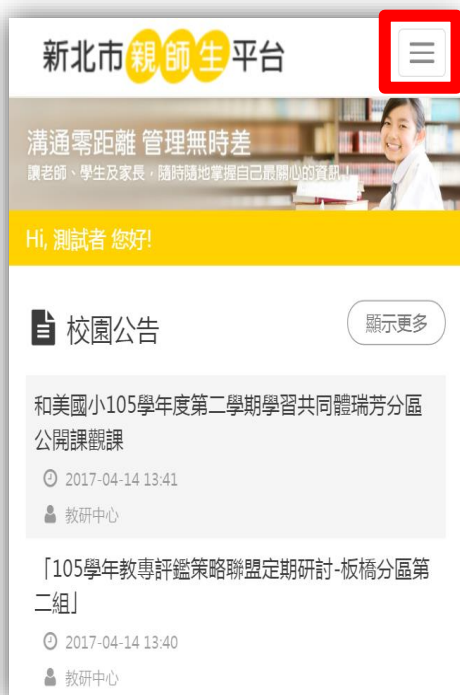 新北市親師生平台
溝通零距離 管理無時差
讓老師、學生及家長，隨時隨地掌握自己最關心的資訊！
Hi, 測試者 您好!
校園公告
顯示更多
和美國小105學年度第二學期學習共同體瑞芳分區
公開課觀課
2017-04-14 13:41
教研中心
「105學年教專評鑑策略聯盟定期研討-板橋分區第
二組」
2017-04-14 13:40
教研中心